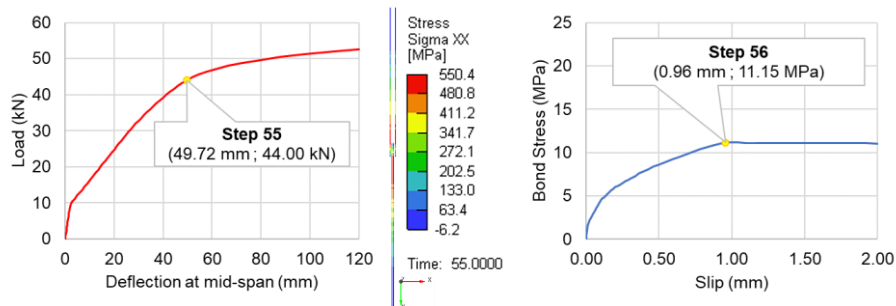 60
50
40
30
20
10
0
Load (kN)
Step 55
(49.72 mm ; 44.00 kN)
0 20 40 60 80 100 120
Deflection at mid-span (mm)
Stress
Sigma XX
[MPa]
550.4
480.8
411.2
341.7
272.1
202.5
133.0
63.4
-6.2
Time: 55.0000
x
Y
25
20
15
10
5
0
Bond Stress (MPa)
Step 56
(0.96 mm ; 11.15 MPa)
0.00 0.50 1.00 1.50 2.00
Slip (mm)